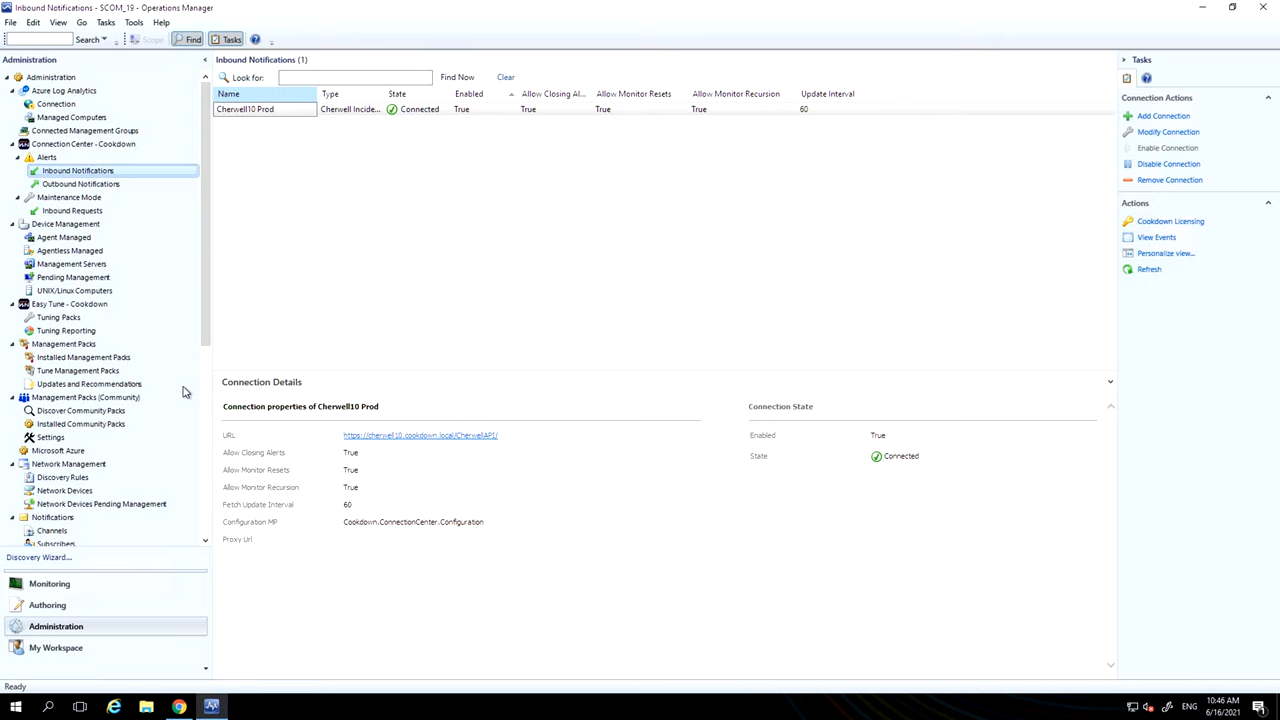 Inbound Notifications - SCOM_19 - Operations Manager
File Edit View Go Tasks Tools Help
Search Scope Find Tasks
Administration
Administration
Azure Log Analytics
Connection
Managed Computers
Connected Management Groups
Connection Center - Cookdown
Alerts
Inbound Notifications
Outbound Notifications
Maintenance Mode
Inbound Requests
Device Management
Agent Managed
Agentless Managed
Management Servers
Pending Management
UNIX/Linux Computers
Easy Tune - Cookdown
Tuning Packs
Tuning Reporting
Management Packs
Installed Management Packs
Tune Management Packs
Updates and Recommendations
Management Packs (Community)
Discover Community Packs
Installed Community Packs
Settings
Microsoft Azure
Network Management
Discovery Rules
Network Devices
Network Devices Pending Management
Notifications
Channels
Subscribers
Discovery Wizard...
Monitoring
Authoring
Administration
My Workspace
Inbound Notifications (1)
Look for: Find Now Clear
Name Type State Enabled Allow Closing Al... Allow Monitor Resets Allow Monitor Recursion Update Interval
Cherwell10 Prod Cherwell Incide... Connected True True True True 60
Connection Details
Connection properties of Cherwell10 Prod
URL https://cherwell10.cookdown.local/CherwellAPI/
Allow Closing Alerts True
Allow Monitor Resets True
Allow Monitor Recursion True
Fetch Update Interval 60
Configuration MP Cookdown.ConnectionCenter.Configuration
Proxy Url
Connection State
Enabled True
State Connected
Tasks
Connection Actions
Add Connection
Modify Connection
Enable Connection
Disable Connection
Remove Connection
Actions
Cookdown Licensing
View Events
Personalize view...
Refresh
Ready
ENG
10:46 AM
6/16/2021
1